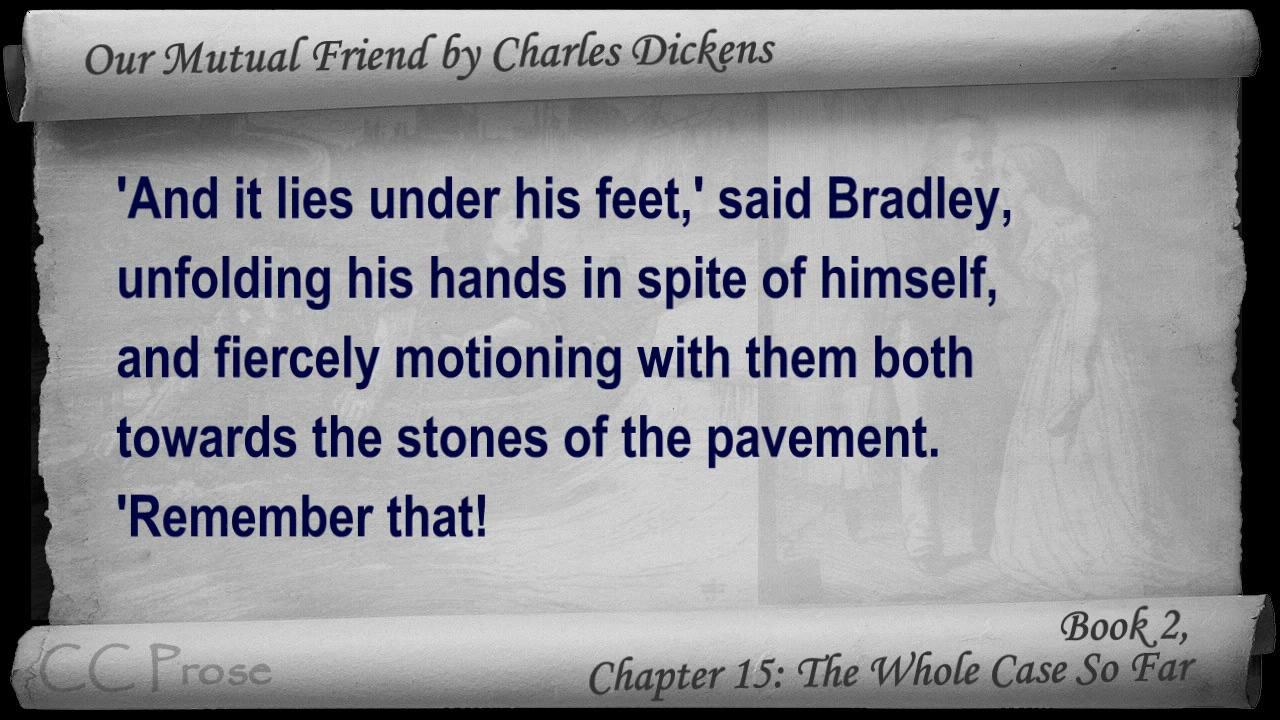 Our Mutual Friend by Charles Dickens
'And it lies under his feet,' said Bradley,
unfolding his hands in spite of himself,
and fiercely motioning with them both
towards the stones of the pavement.
'Remember that!
Book 2,
Chapter 15: The Whole Case So Far
CC Prose